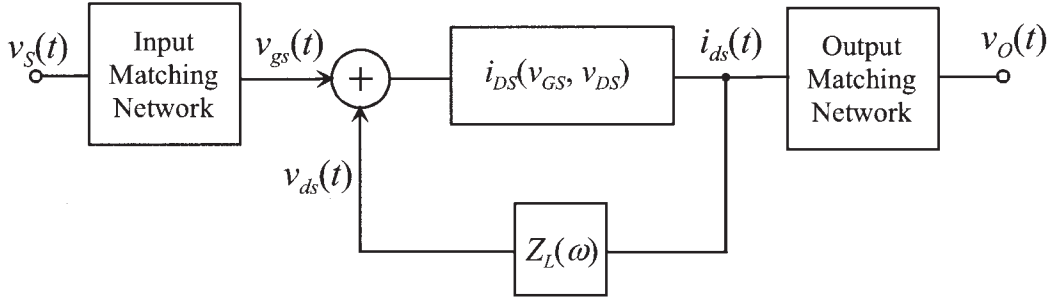 v_S(t)
Input
Matching
Network
v_gs(t)
+
i_DS(v_GS, v_DS)
i_ds(t)
Output
Matching
Network
v_O(t)
v_ds(t)
Z_L(ω)